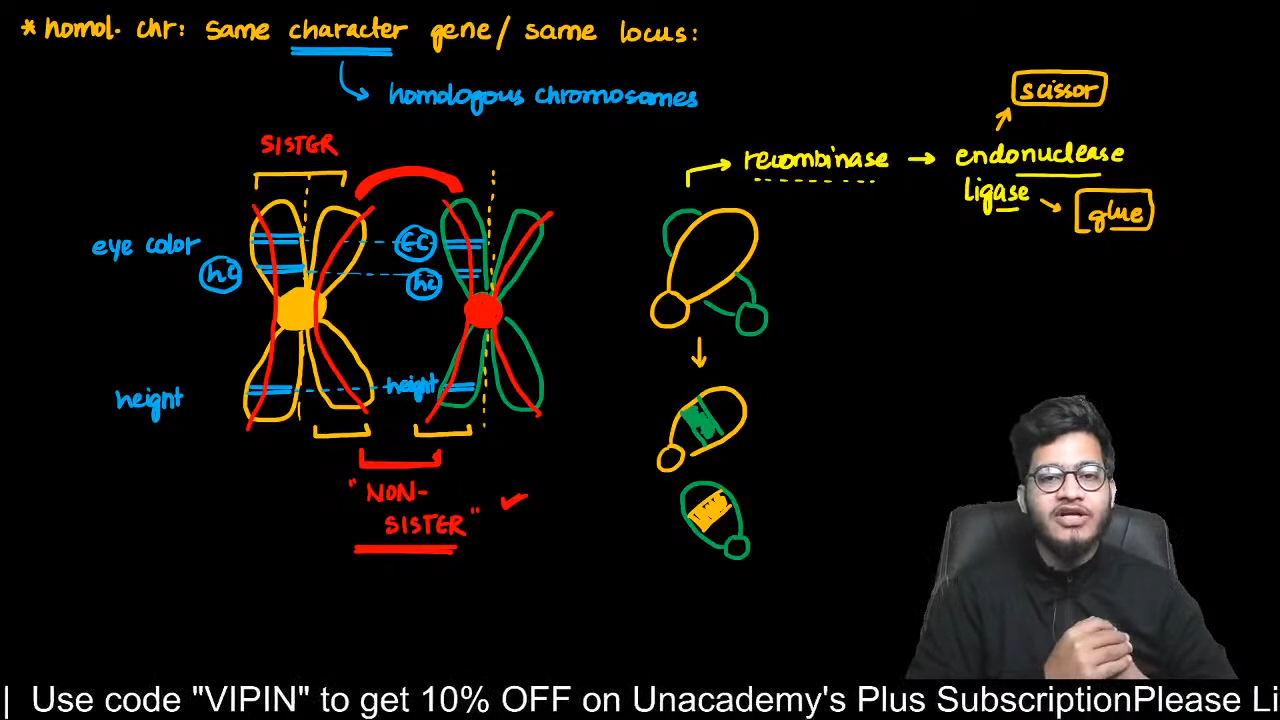 * homol. chr: same character gene/ same locus:
homologous chromosomes
scissor
SISTER
recombinase → endonuclease
ligase
glue
eye color
EC
hc
hc
height
height
"NON-
SISTER" ✓
| Use code "VIPIN" to get 10% OFF on Unacademy's Plus SubscriptionPlease Li